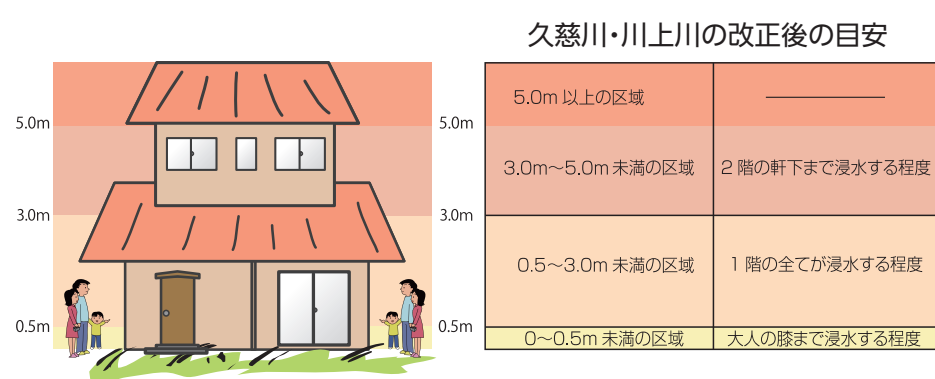 久慈川・川上川の改正後の目安
5.0m
5.0m
3.0m
3.0m
0.5m
0.5m
5.0m 以上の区域
3.0m～5.0m 未満の区域 2 階の軒下まで浸水する程度
0.5～3.0m 未満の区域 1 階の全てが浸水する程度
0～0.5m 未満の区域 大人の膝まで浸水する程度